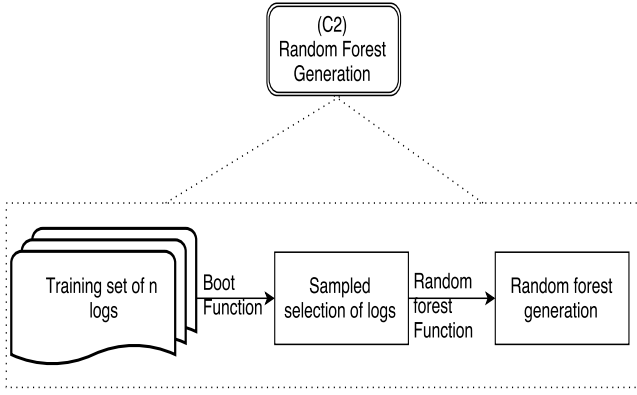 (C2)
Random Forest
Generation
Training set of n
logs
Boot
Function
Sampled
selection of logs
Random
forest
Function
Random forest
generation